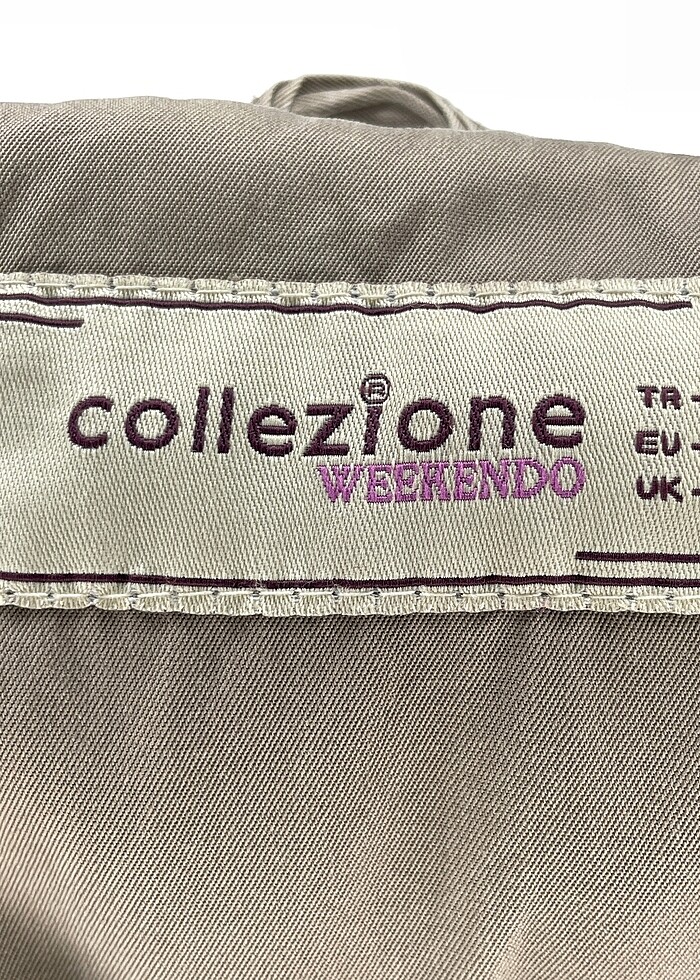 collezione®
WEEKENDO
TR -
EU -
UK -